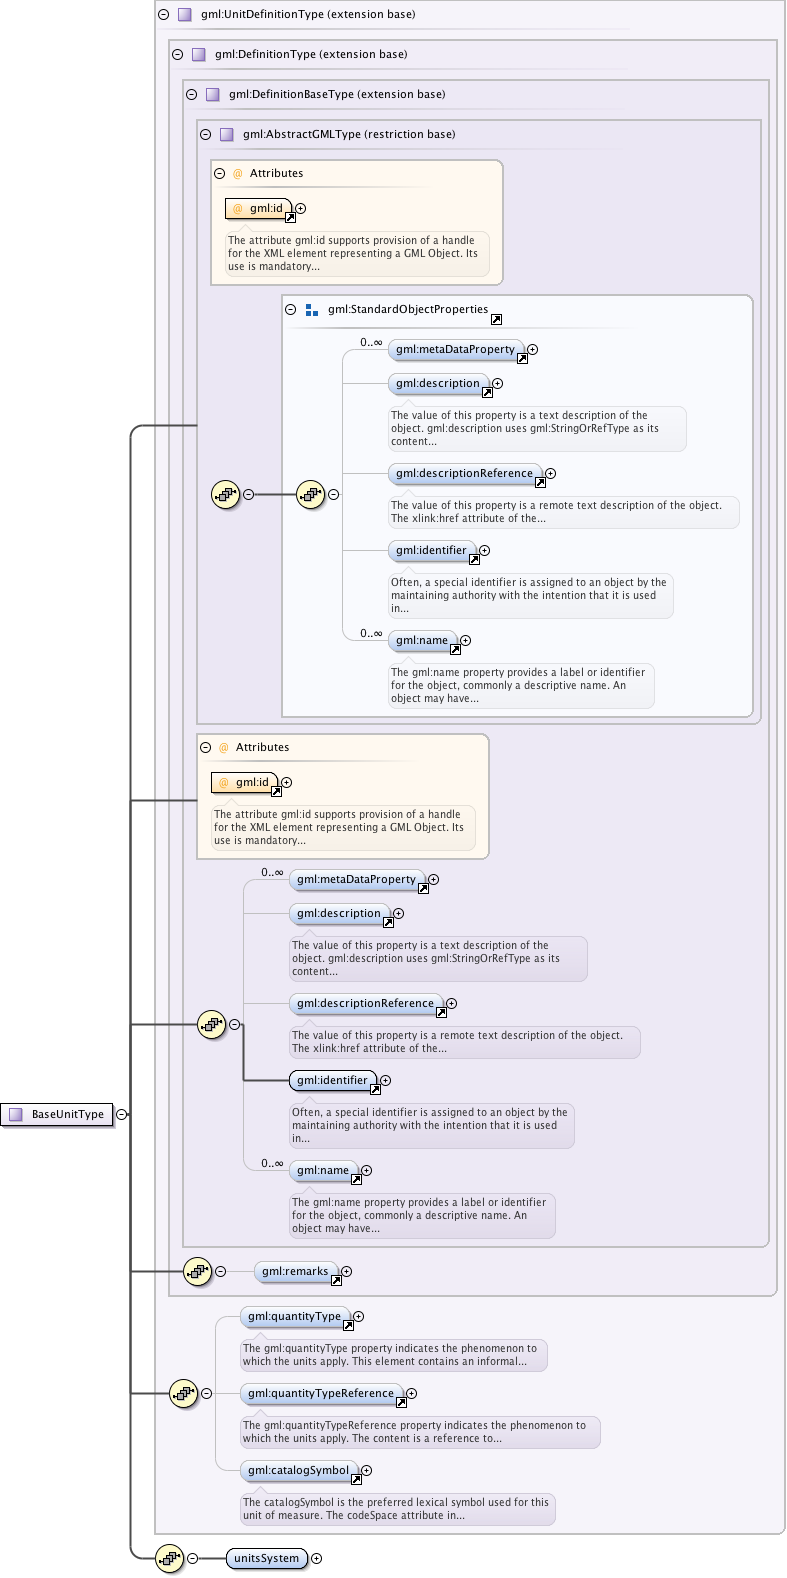 gml:UnitDefinitionType (extension base)
gml:DefinitionType (extension base)
gml:DefinitionBaseType (extension base)
gml:AbstractGMLType (restriction base)
@ Attributes
@ gml:id
The attribute gml:id supports provision of a handle
for the XML element representing a GML Object. Its
use is mandatory...
gml:StandardObjectProperties
0..∞
gml:metaDataProperty
gml:description
The value of this property is a text description of the
object. gml:description uses gml:StringOrRefType as its
content...
gml:descriptionReference
The value of this property is a remote text description of the object.
The xlink:href attribute of the...
gml:identifier
Often, a special identifier is assigned to an object by the
maintaining authority with the intention that it is used
in...
0..∞
gml:name
The gml:name property provides a label or identifier
for the object, commonly a descriptive name. An
object may have...
@ Attributes
@ gml:id
The attribute gml:id supports provision of a handle
for the XML element representing a GML Object. Its
use is mandatory...
0..∞
gml:metaDataProperty
gml:description
The value of this property is a text description of the
object. gml:description uses gml:StringOrRefType as its
content...
gml:descriptionReference
The value of this property is a remote text description of the object.
The xlink:href attribute of the...
gml:identifier
Often, a special identifier is assigned to an object by the
maintaining authority with the intention that it is used
in...
BaseUnitType
0..∞
gml:name
The gml:name property provides a label or identifier
for the object, commonly a descriptive name. An
object may have...
gml:remarks
gml:quantityType
The gml:quantityType property indicates the phenomenon to
which the units apply. This element contains an informal...
gml:quantityTypeReference
The gml:quantityTypeReference property indicates the phenomenon to
which the units apply. The content is a reference to...
gml:catalogSymbol
The catalogSymbol is the preferred lexical symbol used for this
unit of measure. The codeSpace attribute in...
unitsSystem